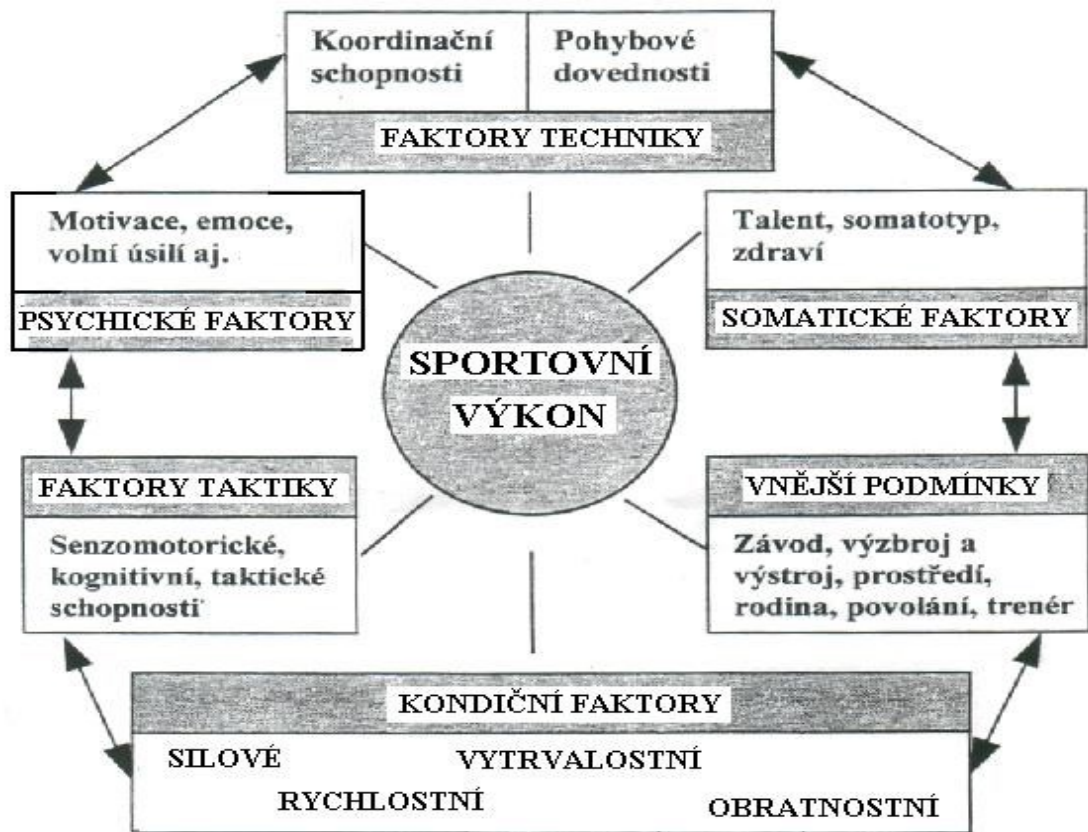 Koordinační
schopnosti
Pohybové
dovednosti
FAKTORY TECHNIKY
Motivace, emoce,
volní úsilí aj.
PSYCHICKÉ FAKTORY
Talent, somatotyp,
zdraví
SOMATICKÉ FAKTORY
SPORTOVNÍ
VÝKON
FAKTORY TAKTIKY
Senzomotorické,
kognitivní, taktické
schopnosti
VNĚJŠÍ PODMÍNKY
Závod, výzbroj a
výstroj, prostředí,
rodina, povolání, trenér
KONDIČNÍ FAKTORY
SILOVÉ
VYTRVALOSTNÍ
RYCHLOSTNÍ
OBRATNOSTNÍ